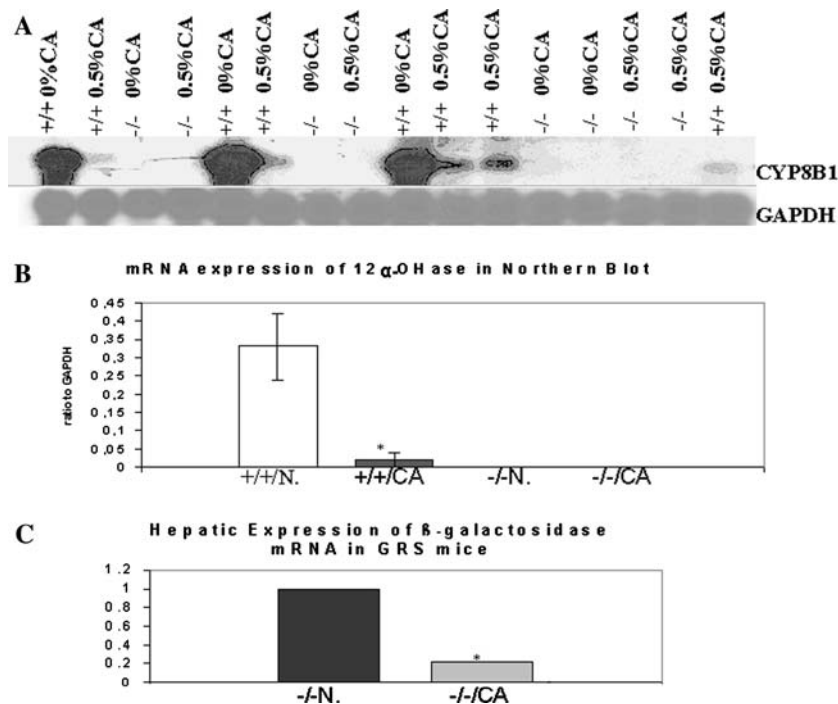 A
+/+ 0%CA
+/+ 0.5%CA
-/- 0%CA
-/- 0.5%CA
+/+ 0%CA
+/+ 0.5%CA
-/- 0%CA
-/- 0.5%CA
+/+ 0%CA
+/+ 0.5%CA
+/+ 0.5%CA
-/- 0%CA
-/- 0%CA
-/- 0.5%CA
-/- 0.5%CA
+/+ 0.5%CA
CYP8B1
GAPDH
B
mRNA expression of 12α-OHase in Northern Blot
ratio to GAPDH
0,45
0,4
0,35
0,3
0,25
0,2
0,15
0,1
0,05
0
*
+/+/N.
+/+/CA
-/-N.
-/-/CA
C
Hepatic Expression of ß-galactosidase
mRNA in GRS mice
1.2
1
0.8
0.6
0.4
0.2
0
*
-/-N.
-/-/CA